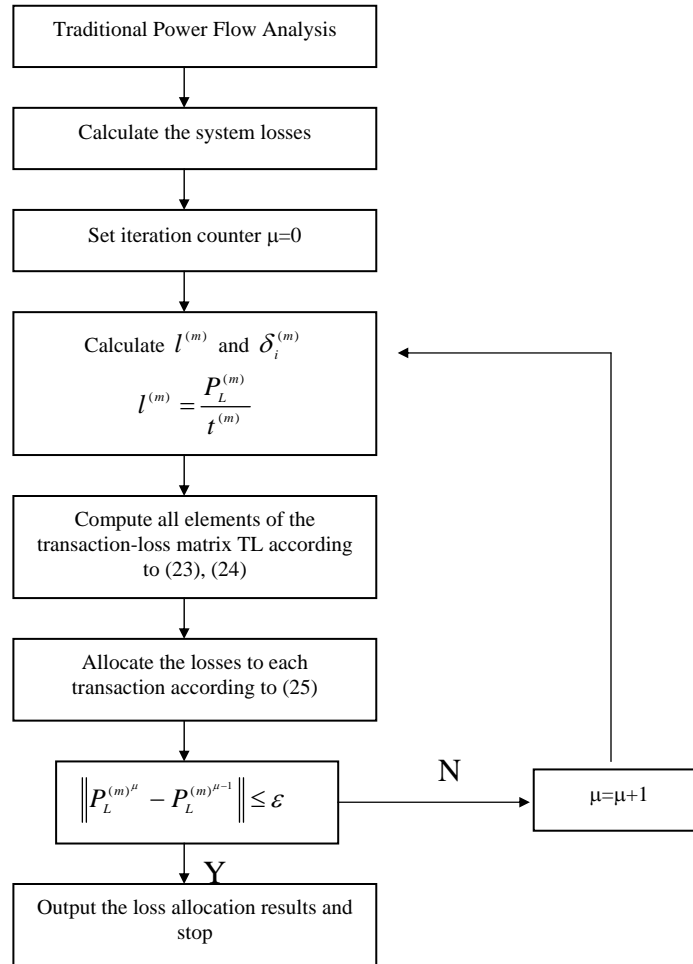 Traditional Power Flow Analysis
Calculate the system losses
Set iteration counter μ=0
Calculate l^{(m)} and δ_i^{(m)}
l^{(m)} = P_L^{(m)} / t^{(m)}
Compute all elements of the
transaction-loss matrix TL according
to (23), (24)
Allocate the losses to each
transaction according to (25)
‖P_L^{(m)^μ} − P_L^{(m)^{μ−1}}‖ ≤ ε
N
μ=μ+1
Y
Output the loss allocation results and
stop